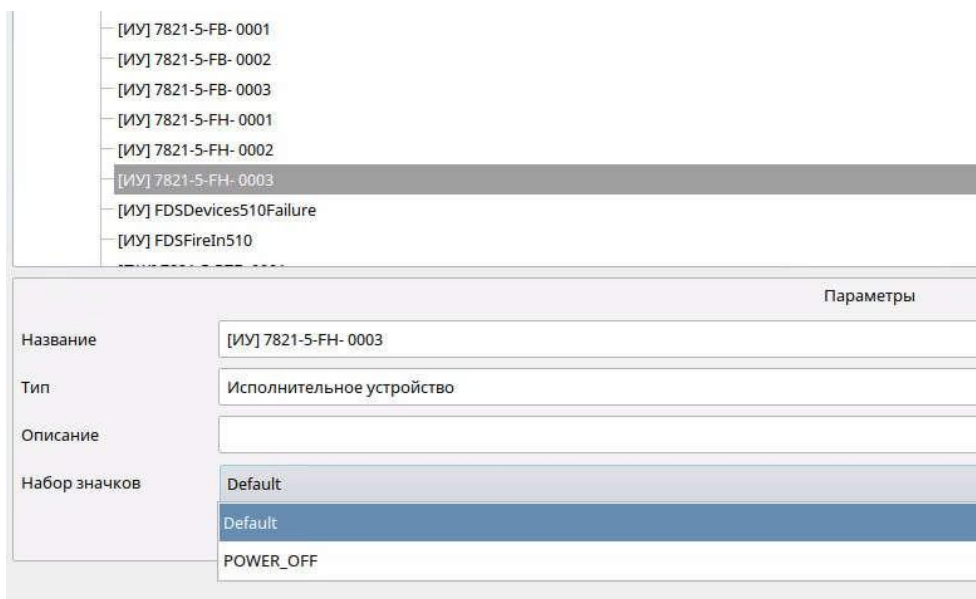 [ИУ] 7821-5-FB- 0001
[ИУ] 7821-5-FB- 0002
[ИУ] 7821-5-FB- 0003
[ИУ] 7821-5-FH- 0001
[ИУ] 7821-5-FH- 0002
[ИУ] 7821-5-FH- 0003
[ИУ] FDSDevices510Failure
[ИУ] FDSFireIn510
Параметры
Название [ИУ] 7821-5-FH- 0003
Тип Исполнительное устройство
Описание
Набор значков Default
Default
POWER_OFF